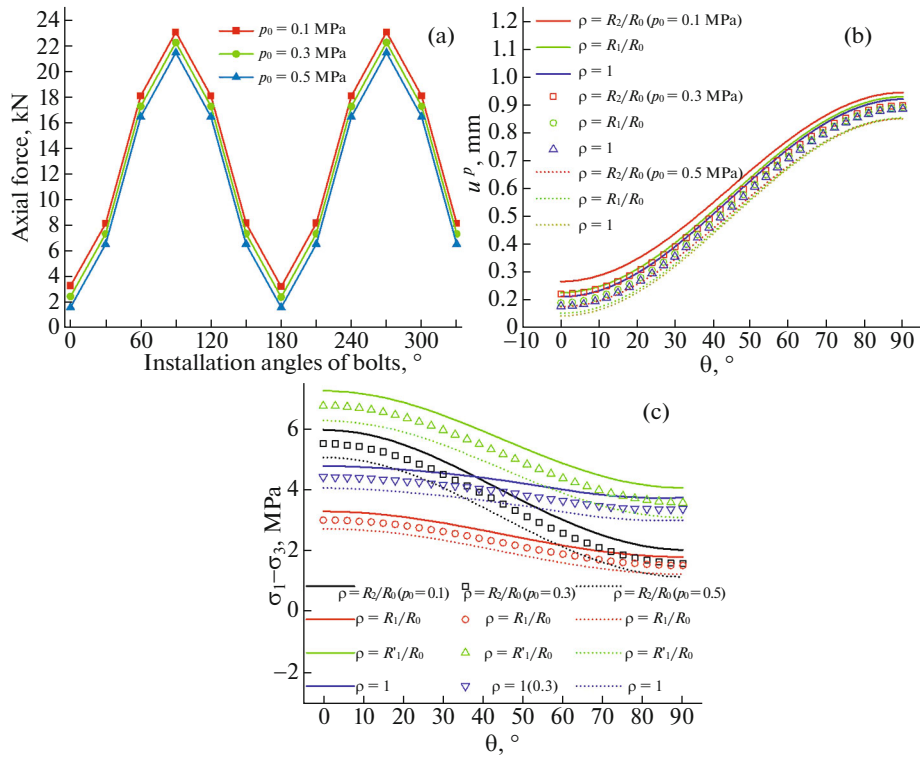 24
22
20
18
16
14
12
10
8
6
4
2
0
Axial force, kN
0 60 120 180 240 300
Installation angles of bolts, °
p₀ = 0.1 MPa
p₀ = 0.3 MPa
p₀ = 0.5 MPa
(a)
1.2
1.0
0.9
0.8
0.6
0.5
0.4
0.3
0.2
0
uᵖ, mm
−10 0 10 20 30 40 50 60 70 80 90
θ, °
ρ = R₂/R₀ (p₀ = 0.1 MPa)
ρ = R₁/R₀
ρ = 1
ρ = R₂/R₀ (p₀ = 0.3 MPa)
ρ = R₁/R₀
ρ = 1
ρ = R₂/R₀ (p₀ = 0.5 MPa)
ρ = R₁/R₀
ρ = 1
(b)
(c)
6
4
2
0
−2
σ₁–σ₃, MPa
ρ = R₂/R₀(p₀ = 0.1) ρ = R₂/R₀(p₀ = 0.3) ρ = R₂/R₀(p₀ = 0.5)
ρ = R₁/R₀ ρ = R₁/R₀ ρ = R₁/R₀
ρ = R'₁/R₀ ρ = R'₁/R₀ ρ = R'₁/R₀
ρ = 1 ρ = 1(0.3) ρ = 1
0 10 20 30 40 50 60 70 80 90
θ, °